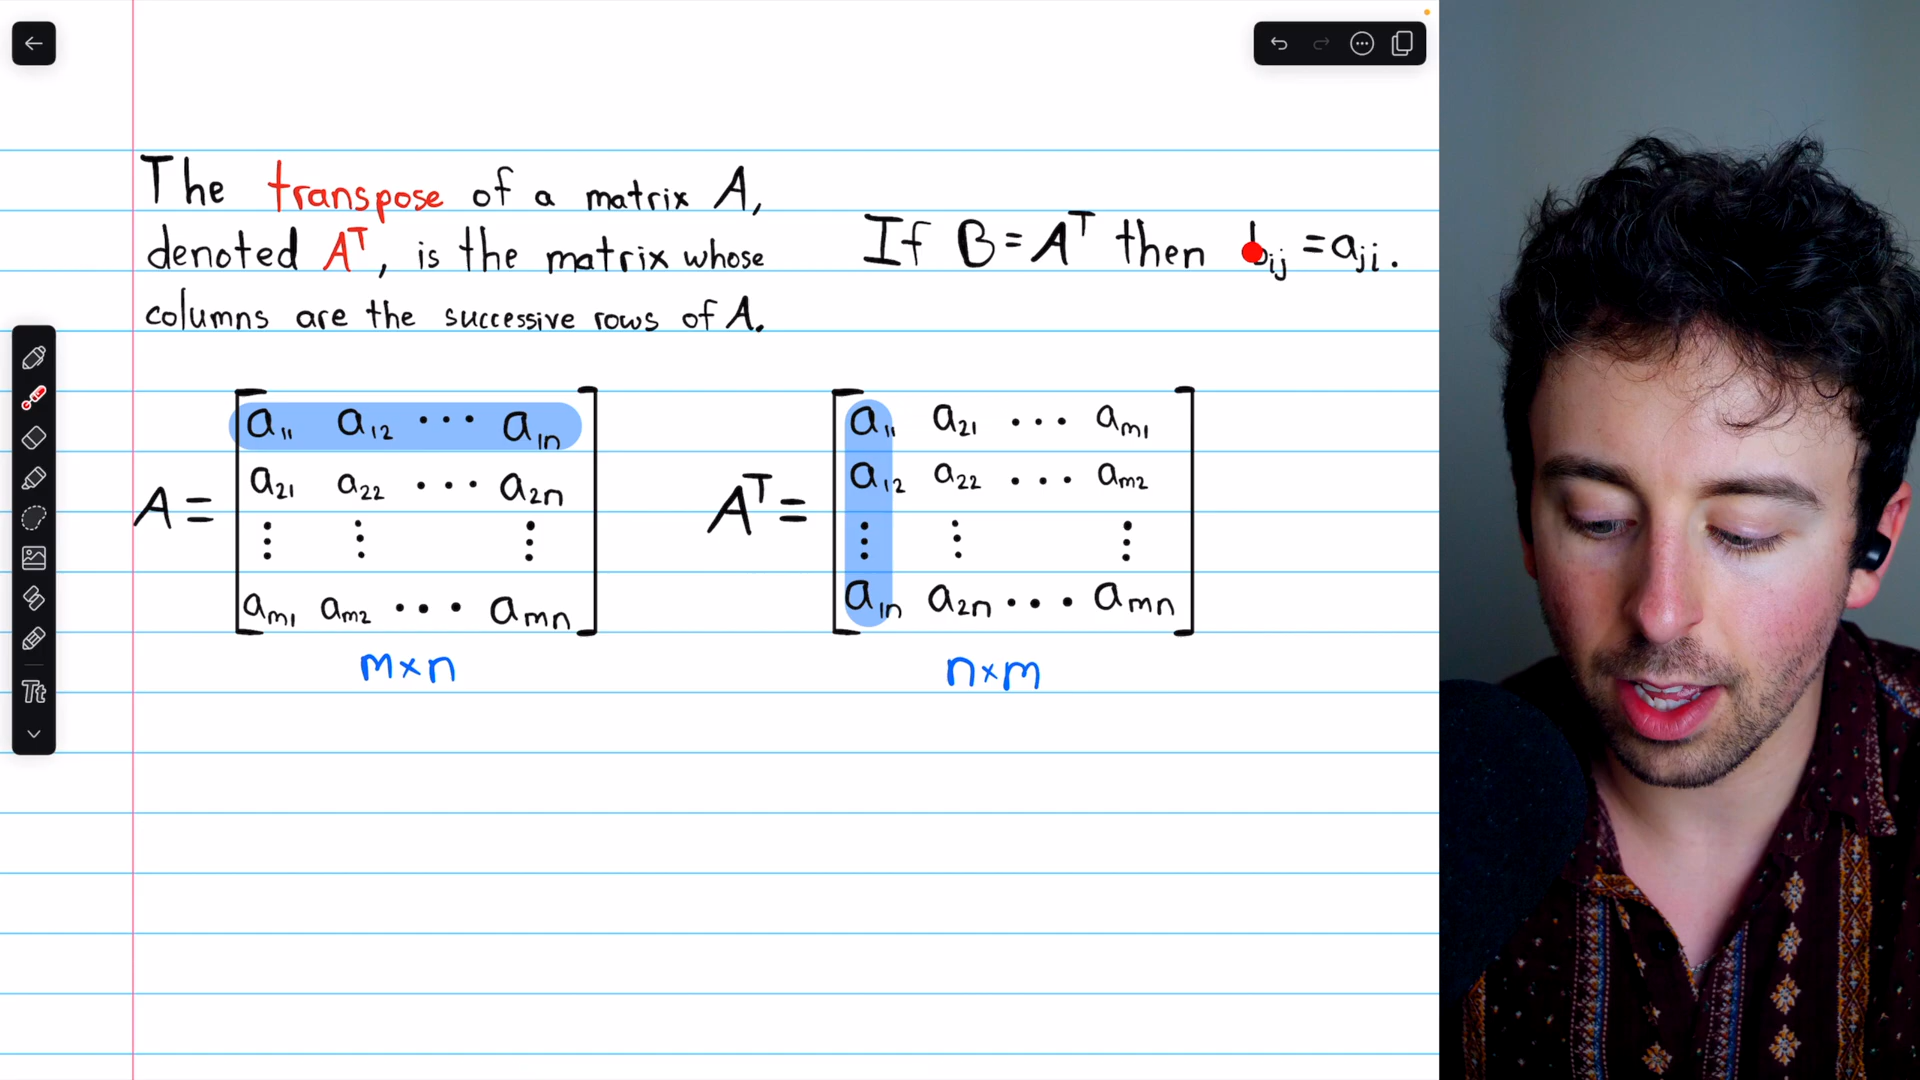 The transpose of a matrix A,
denoted Aᵀ, is the matrix whose
columns are the successive rows of A.
If B = Aᵀ then bᵢⱼ = aⱼᵢ.
A = [ a₁₁ a₁₂ ⋯ a₁ₙ
a₂₁ a₂₂ ⋯ a₂ₙ
⋮ ⋮ ⋮
aₘ₁ aₘ₂ ⋯ aₘₙ ]
m×n
Aᵀ = [ a₁₁ a₂₁ ⋯ aₘ₁
a₁₂ a₂₂ ⋯ aₘ₂
⋮ ⋮ ⋮
a₁ₙ a₂ₙ ⋯ aₘₙ ]
n×m
Tt